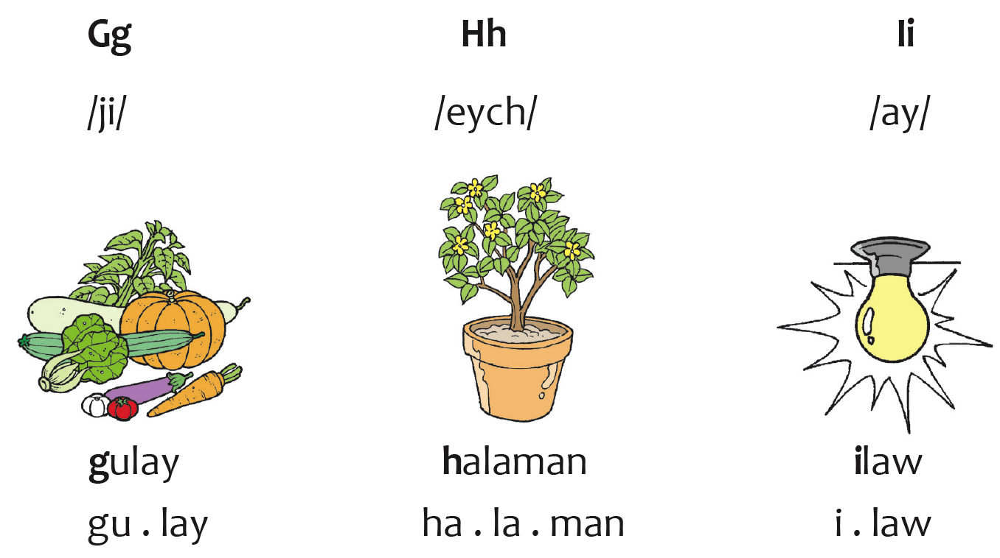 Gg Hh Ii
/ji/ /eych/ /ay/
gulay halaman ilaw
gu . lay ha . la . man i . law